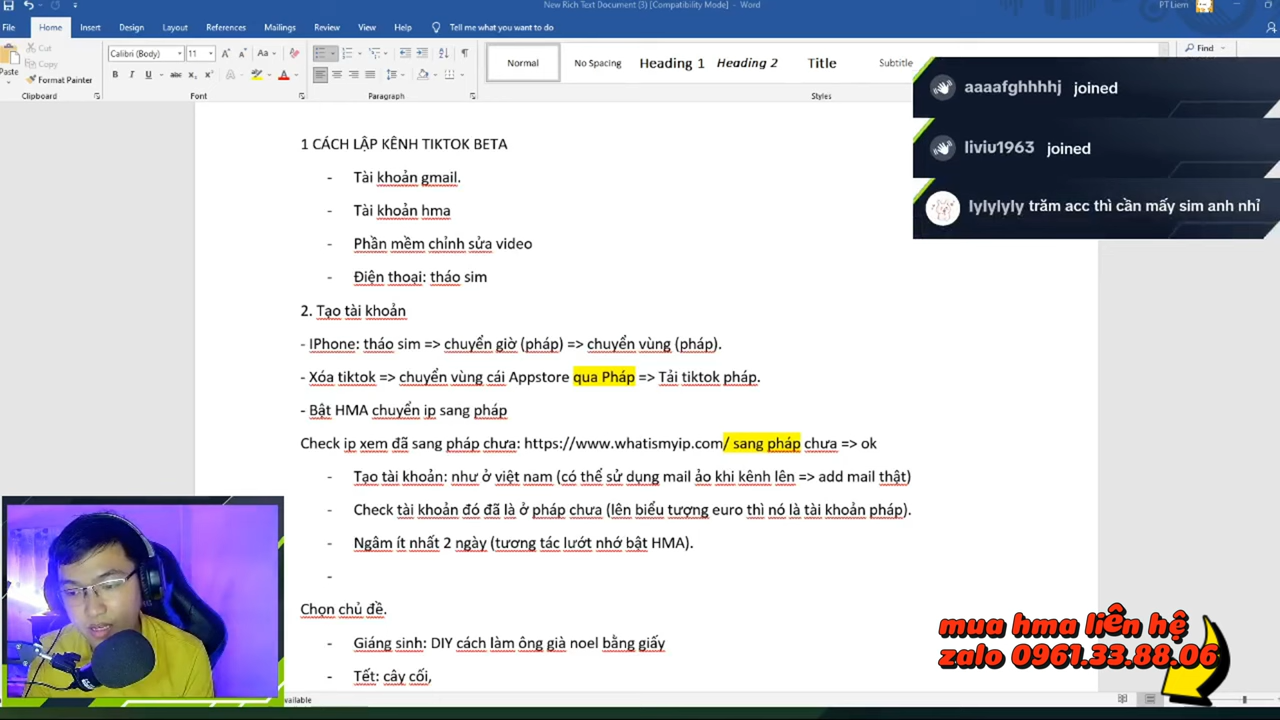 New Rich Text Document (3) [Compatibility Mode] - Word
PT Liem
File Home Insert Design Layout References Mailings Review View Help Tell me what you want to do
Cut
Copy
Paste
Format Painter
Calibri (Body) 11
Normal No Spacing Heading 1 Heading 2 Title Subtitle
Find
Clipboard Font Paragraph Styles
aaaafghhhhj joined
liviu1963 joined
lylylyly trăm acc thì cần mấy sim anh nhỉ
1 CÁCH LẬP KÊNH TIKTOK BETA
- Tài khoản gmail.
- Tài khoản hma
- Phần mềm chỉnh sửa video
- Điện thoại: tháo sim
2. Tạo tài khoản
- IPhone: tháo sim => chuyển giờ (pháp) => chuyển vùng (pháp).
- Xóa tiktok => chuyển vùng cái Appstore qua Pháp => Tải tiktok pháp.
- Bật HMA chuyển ip sang pháp
Check ip xem đã sang pháp chưa: https://www.whatismyip.com/ sang pháp chưa => ok
- Tạo tài khoản: như ở việt nam (có thể sử dụng mail ảo khi kênh lên => add mail thật)
- Check tài khoản đó đã là ở pháp chưa (lên biểu tượng euro thì nó là tài khoản pháp).
- Ngâm ít nhất 2 ngày (tương tác lướt nhớ bật HMA).
-
Chọn chủ đề.
- Giáng sinh: DIY cách làm ông già noel bằng giấy
- Tết: cây cối,
mua hma liên hệ
zalo 0961.33.88.06
available